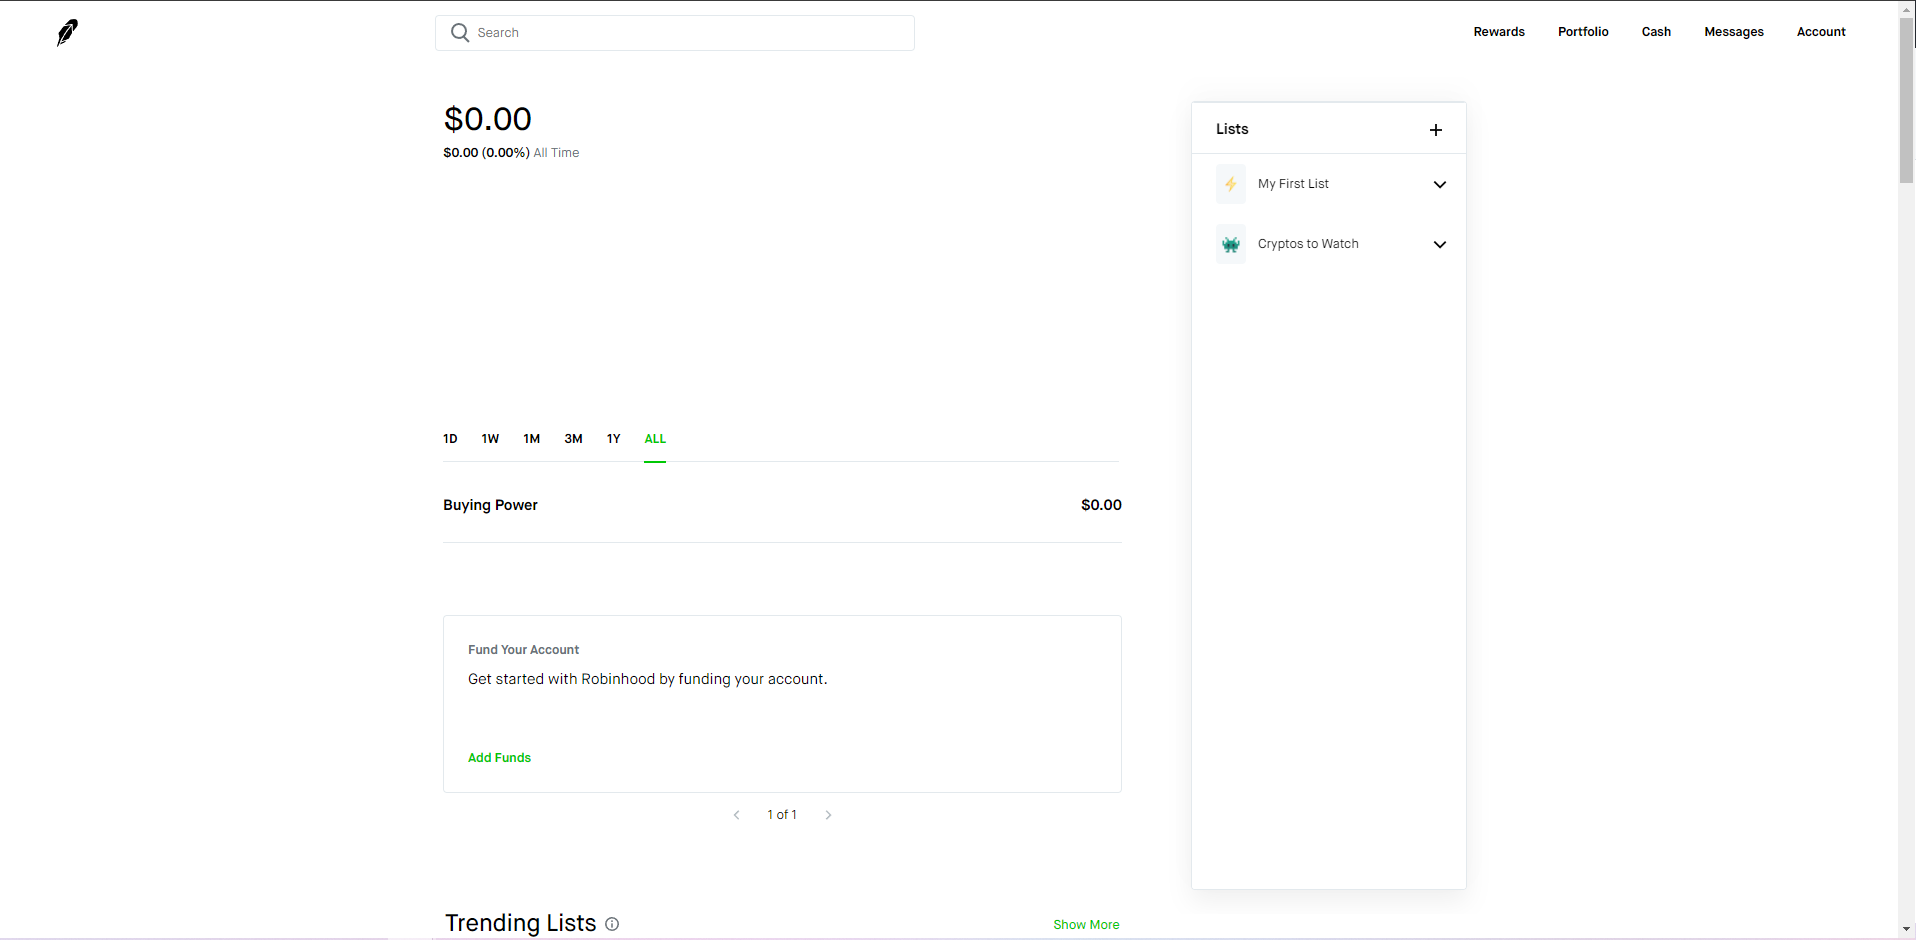 Search
Rewards Portfolio Cash Messages Account
$0.00
$0.00 (0.00%) All Time
Lists
My First List
Cryptos to Watch
1D 1W 1M 3M 1Y ALL
Buying Power $0.00
Fund Your Account
Get started with Robinhood by funding your account.
Add Funds
1 of 1
Trending Lists Show More